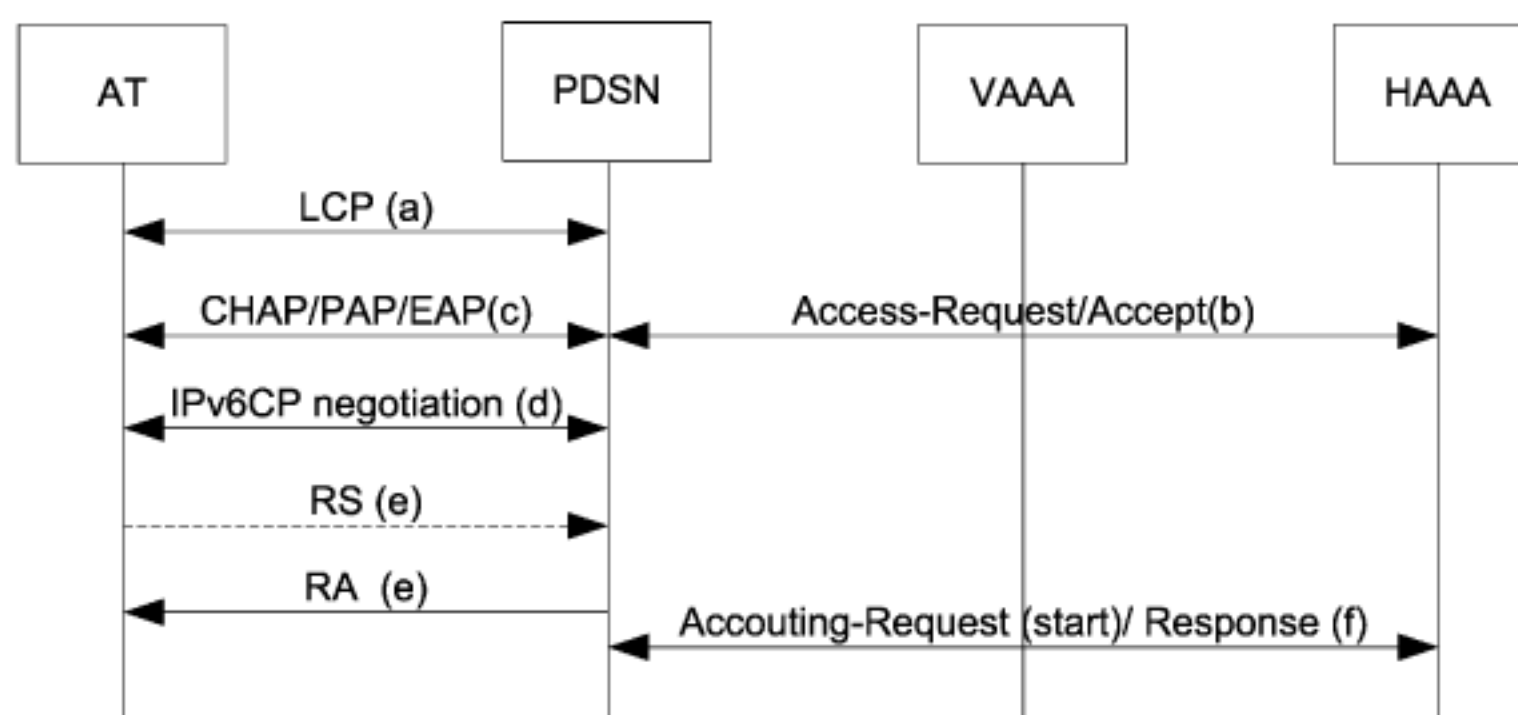 AT
PDSN
VAAA
HAAA
LCP (a)
CHAP/PAP/EAP(c)
Access-Request/Accept(b)
IPv6CP negotiation (d)
RS (e)
RA (e)
Accouting-Request (start)/ Response (f)